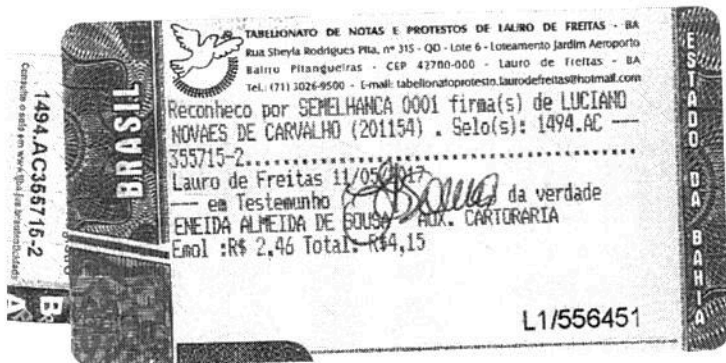 TABELIONATO DE NOTAS E PROTESTOS DE LAURO DE FREITAS - BA
Rua Sheyla Rodrigues Pita, nº 315 - QD - Lote 6 - Loteamento Jardim Aeroporto
Bairro Pitangueiras - CEP 42700-000 - Lauro de Freitas - BA
Tel.: (71) 3026-9500 - E-mail: tabelionatoprotesto.laurodefreitas@hotmail.com
Reconheco por SEMELHANCA 0001 firma(s) de LUCIANO
NOVAES DE CARVALHO (201154) . Selo(s): 1494.AC ---
355715-2
Lauro de Freitas 11/05/2017
--- em Testemunho da verdade
ENEIDA ALMEIDA DE SOUSA - AUX. CARTORARIA
Emol :R$ 2,46 Total: R$4,15
L1/556451
BRASIL
1494.AC355715-2
Consulte o selo em
ESTADO DA BAHIA